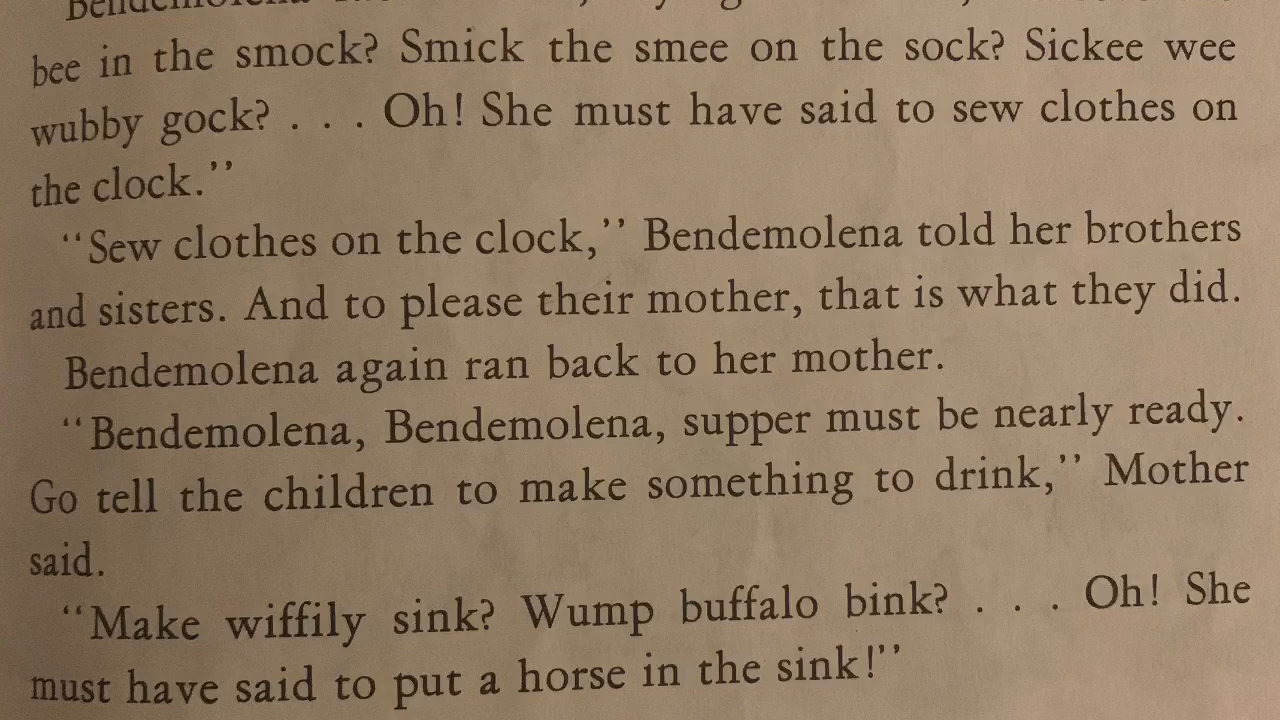 bee in the smock? Smick the smee on the sock? Sickee wee
wubby gock? . . . Oh! She must have said to sew clothes on
the clock.’’
‘‘Sew clothes on the clock,’’ Bendemolena told her brothers
and sisters. And to please their mother, that is what they did.
Bendemolena again ran back to her mother.
‘‘Bendemolena, Bendemolena, supper must be nearly ready.
Go tell the children to make something to drink,’’ Mother
said.
‘‘Make wiffily sink? Wump buffalo bink? . . . Oh! She
must have said to put a horse in the sink!’’